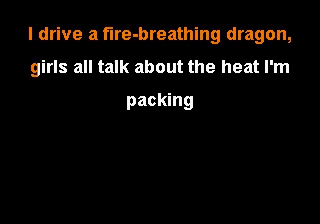 I drive a fire-breathing dragon,
girls all talk about the heat I'm
packing